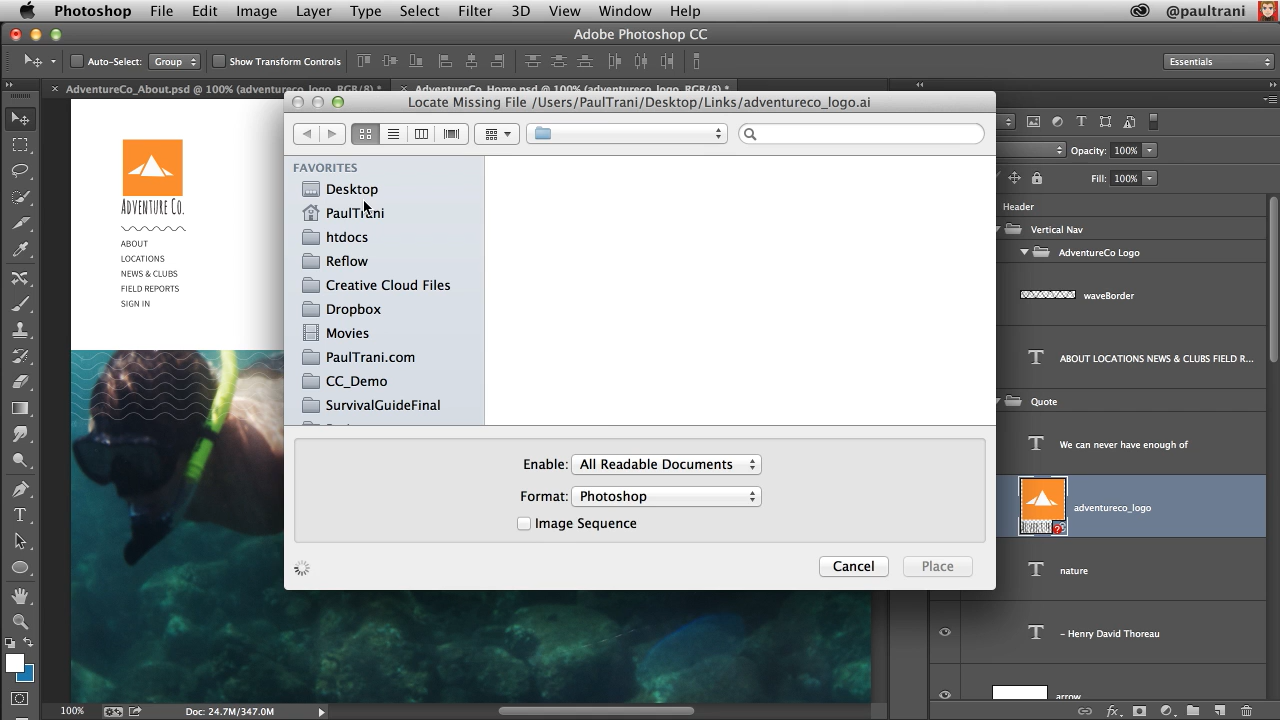 Photoshop File Edit Image Layer Type Select Filter 3D View Window Help @paultrani
Adobe Photoshop CC
Auto-Select: Group Show Transform Controls Essentials
AdventureCo_About.psd @ 100% (adventureco_logo, RGB/8) * AdventureCo_Home.psd @ 100% (adventureco_logo, RGB/8) *
Locate Missing File /Users/PaulTrani/Desktop/Links/adventureco_logo.ai
FAVORITES
Desktop
PaulTrani
htdocs
Reflow
Creative Cloud Files
Dropbox
Movies
PaulTrani.com
CC_Demo
SurvivalGuideFinal
Enable: All Readable Documents
Format: Photoshop
Image Sequence
Cancel Place
ADVENTURE CO.
ABOUT
LOCATIONS
NEWS & CLUBS
FIELD REPORTS
SIGN IN
Opacity: 100%
Fill: 100%
Header
Vertical Nav
AdventureCo Logo
waveBorder
ABOUT LOCATIONS NEWS & CLUBS FIELD R...
Quote
We can never have enough of
adventureco_logo
nature
– Henry David Thoreau
arrow
100% Doc: 24.7M/347.0M